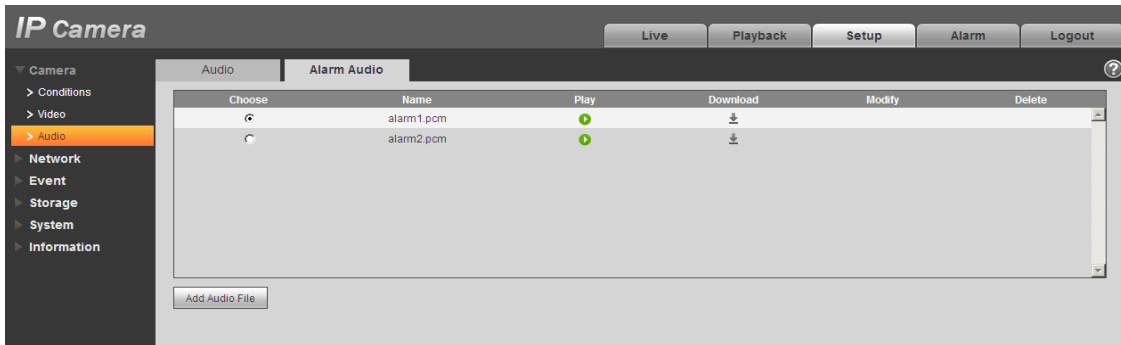 IP Camera
Live Playback Setup Alarm Logout
Camera
Conditions
Video
Audio
Network
Event
Storage
System
Information
Audio Alarm Audio
?
Choose Name Play Download Modify Delete
alarm1.pcm
alarm2.pcm
Add Audio File